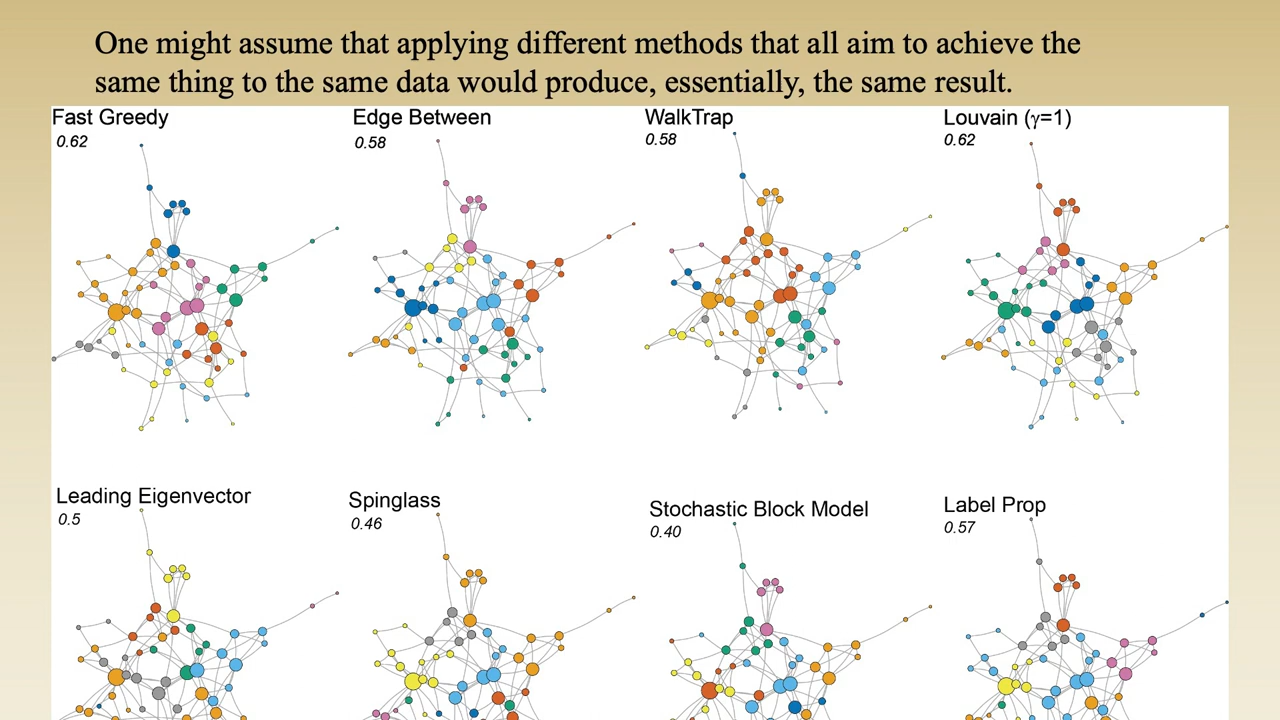 One might assume that applying different methods that all aim to achieve the
same thing to the same data would produce, essentially, the same result.
Fast Greedy
0.62
Edge Between
0.58
WalkTrap
0.58
Louvain (γ=1)
0.62
Leading Eigenvector
0.5
Spinglass
0.46
Stochastic Block Model
0.40
Label Prop
0.57